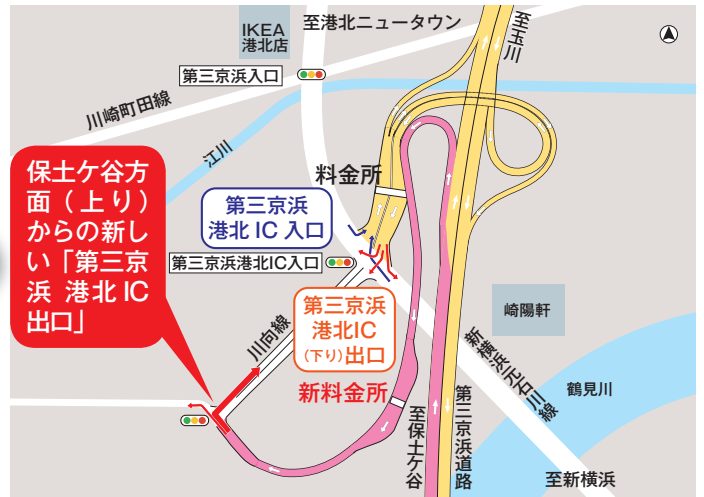 IKEA
港北店
至港北ニュータウン
至玉川
第三京浜入口
川崎町田線
江川
料金所
保土ケ谷方
面（上り）
からの新し
い「第三京
浜 港北IC
出口」
第三京浜
港北 IC 入口
第三京浜港北IC入口
第三京浜
港北IC
(下り)出口
崎陽軒
川向線
新料金所
新横浜元石川線
鶴見川
至保土ケ谷
第三京浜道路
至新横浜